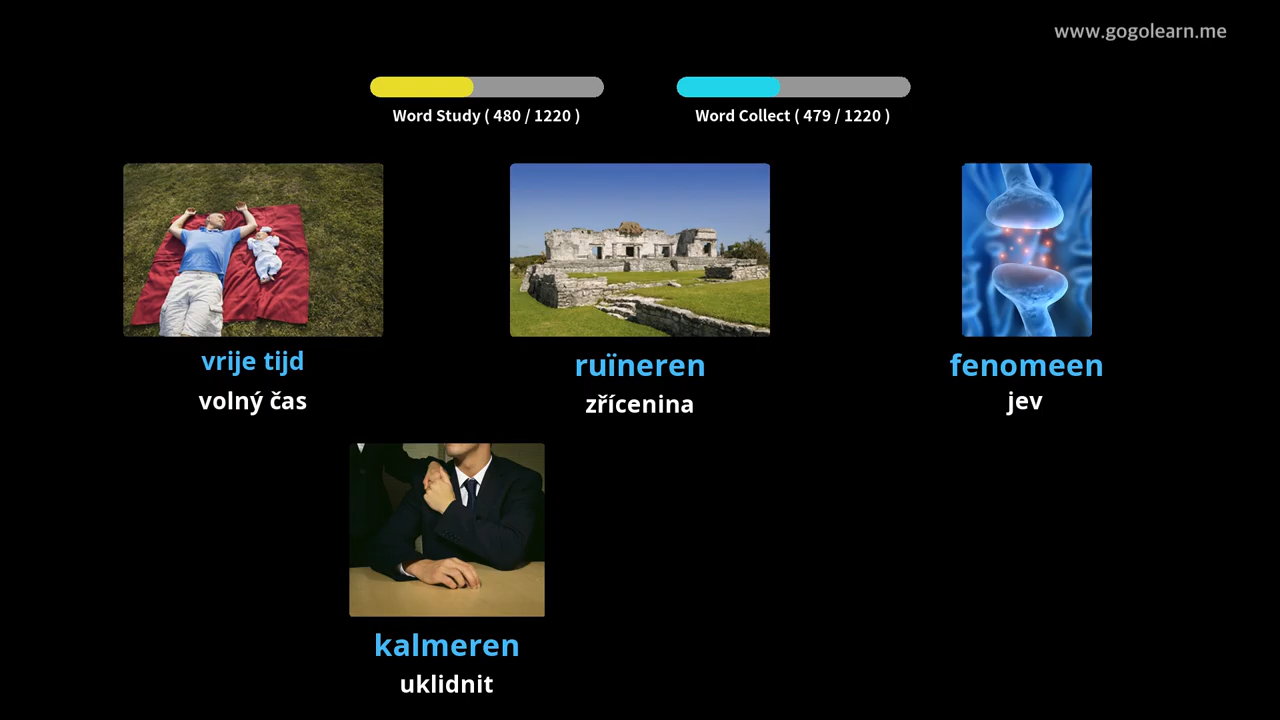 www.gogolearn.me
Word Study ( 480 / 1220 )
Word Collect ( 479 / 1220 )
vrije tijd
volný čas
ruïneren
zřícenina
fenomeen
jev
kalmeren
uklidnit